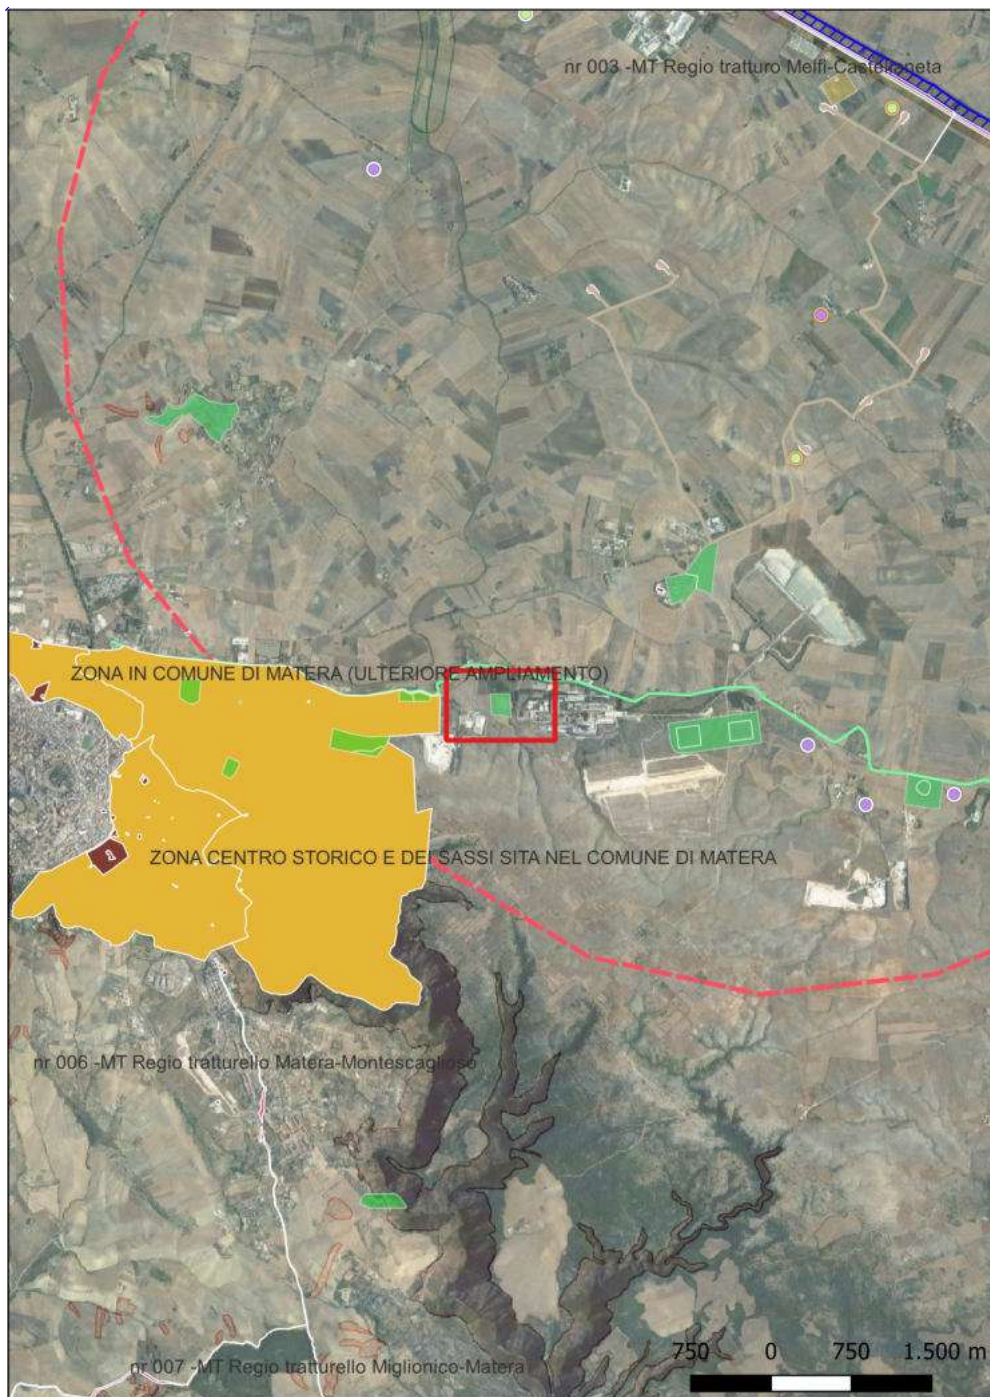 nr 003 -MT Regio tratturo Melfi-Castellaneta
ZONA IN COMUNE DI MATERA (ULTERIORE AMPLIAMENTO)
ZONA CENTRO STORICO E DEI SASSI SITA NEL COMUNE DI MATERA
nr 006 -MT Regio tratturello Matera-Montescaglioso
nr 007 -MT Regio tratturello Miglionico-Matera
750 0 750 1.500 m